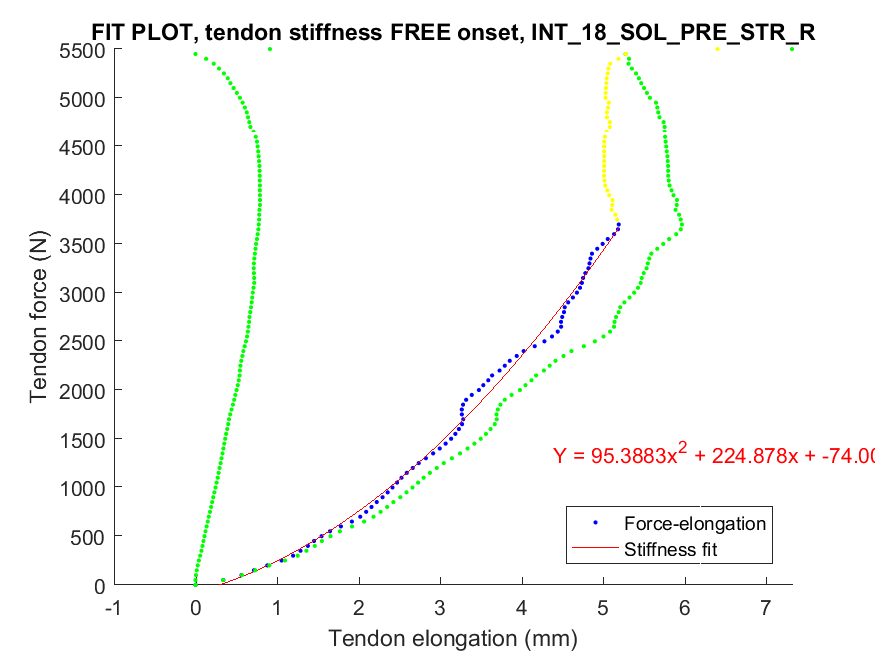 FIT PLOT, tendon stiffness FREE onset, INT_18_SOL_PRE_STR_R
5500
5000
4500
4000
3500
3000
2500
2000
1500
1000
500
0
Tendon force (N)
Y = 95.3883x² + 224.878x + -74.00
Force-elongation
Stiffness fit
-1 0 1 2 3 4 5 6 7
Tendon elongation (mm)